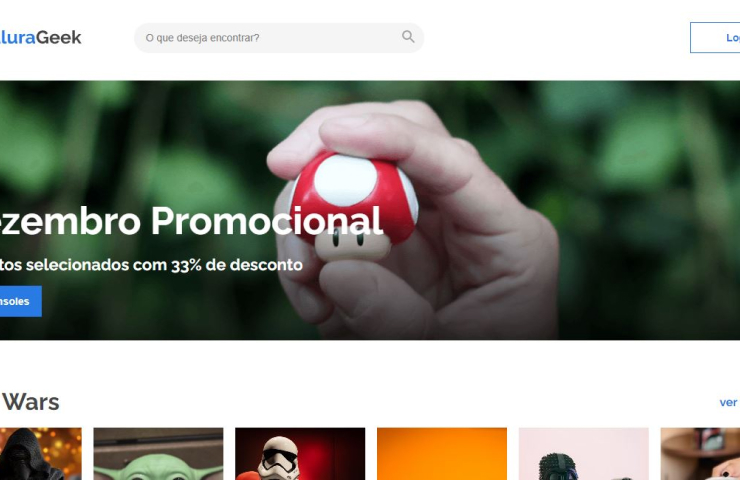 luraGeek
O que deseja encontrar?
Lo
ezembro Promocional
tos selecionados com 33% de desconto
nsoles
Wars
ver